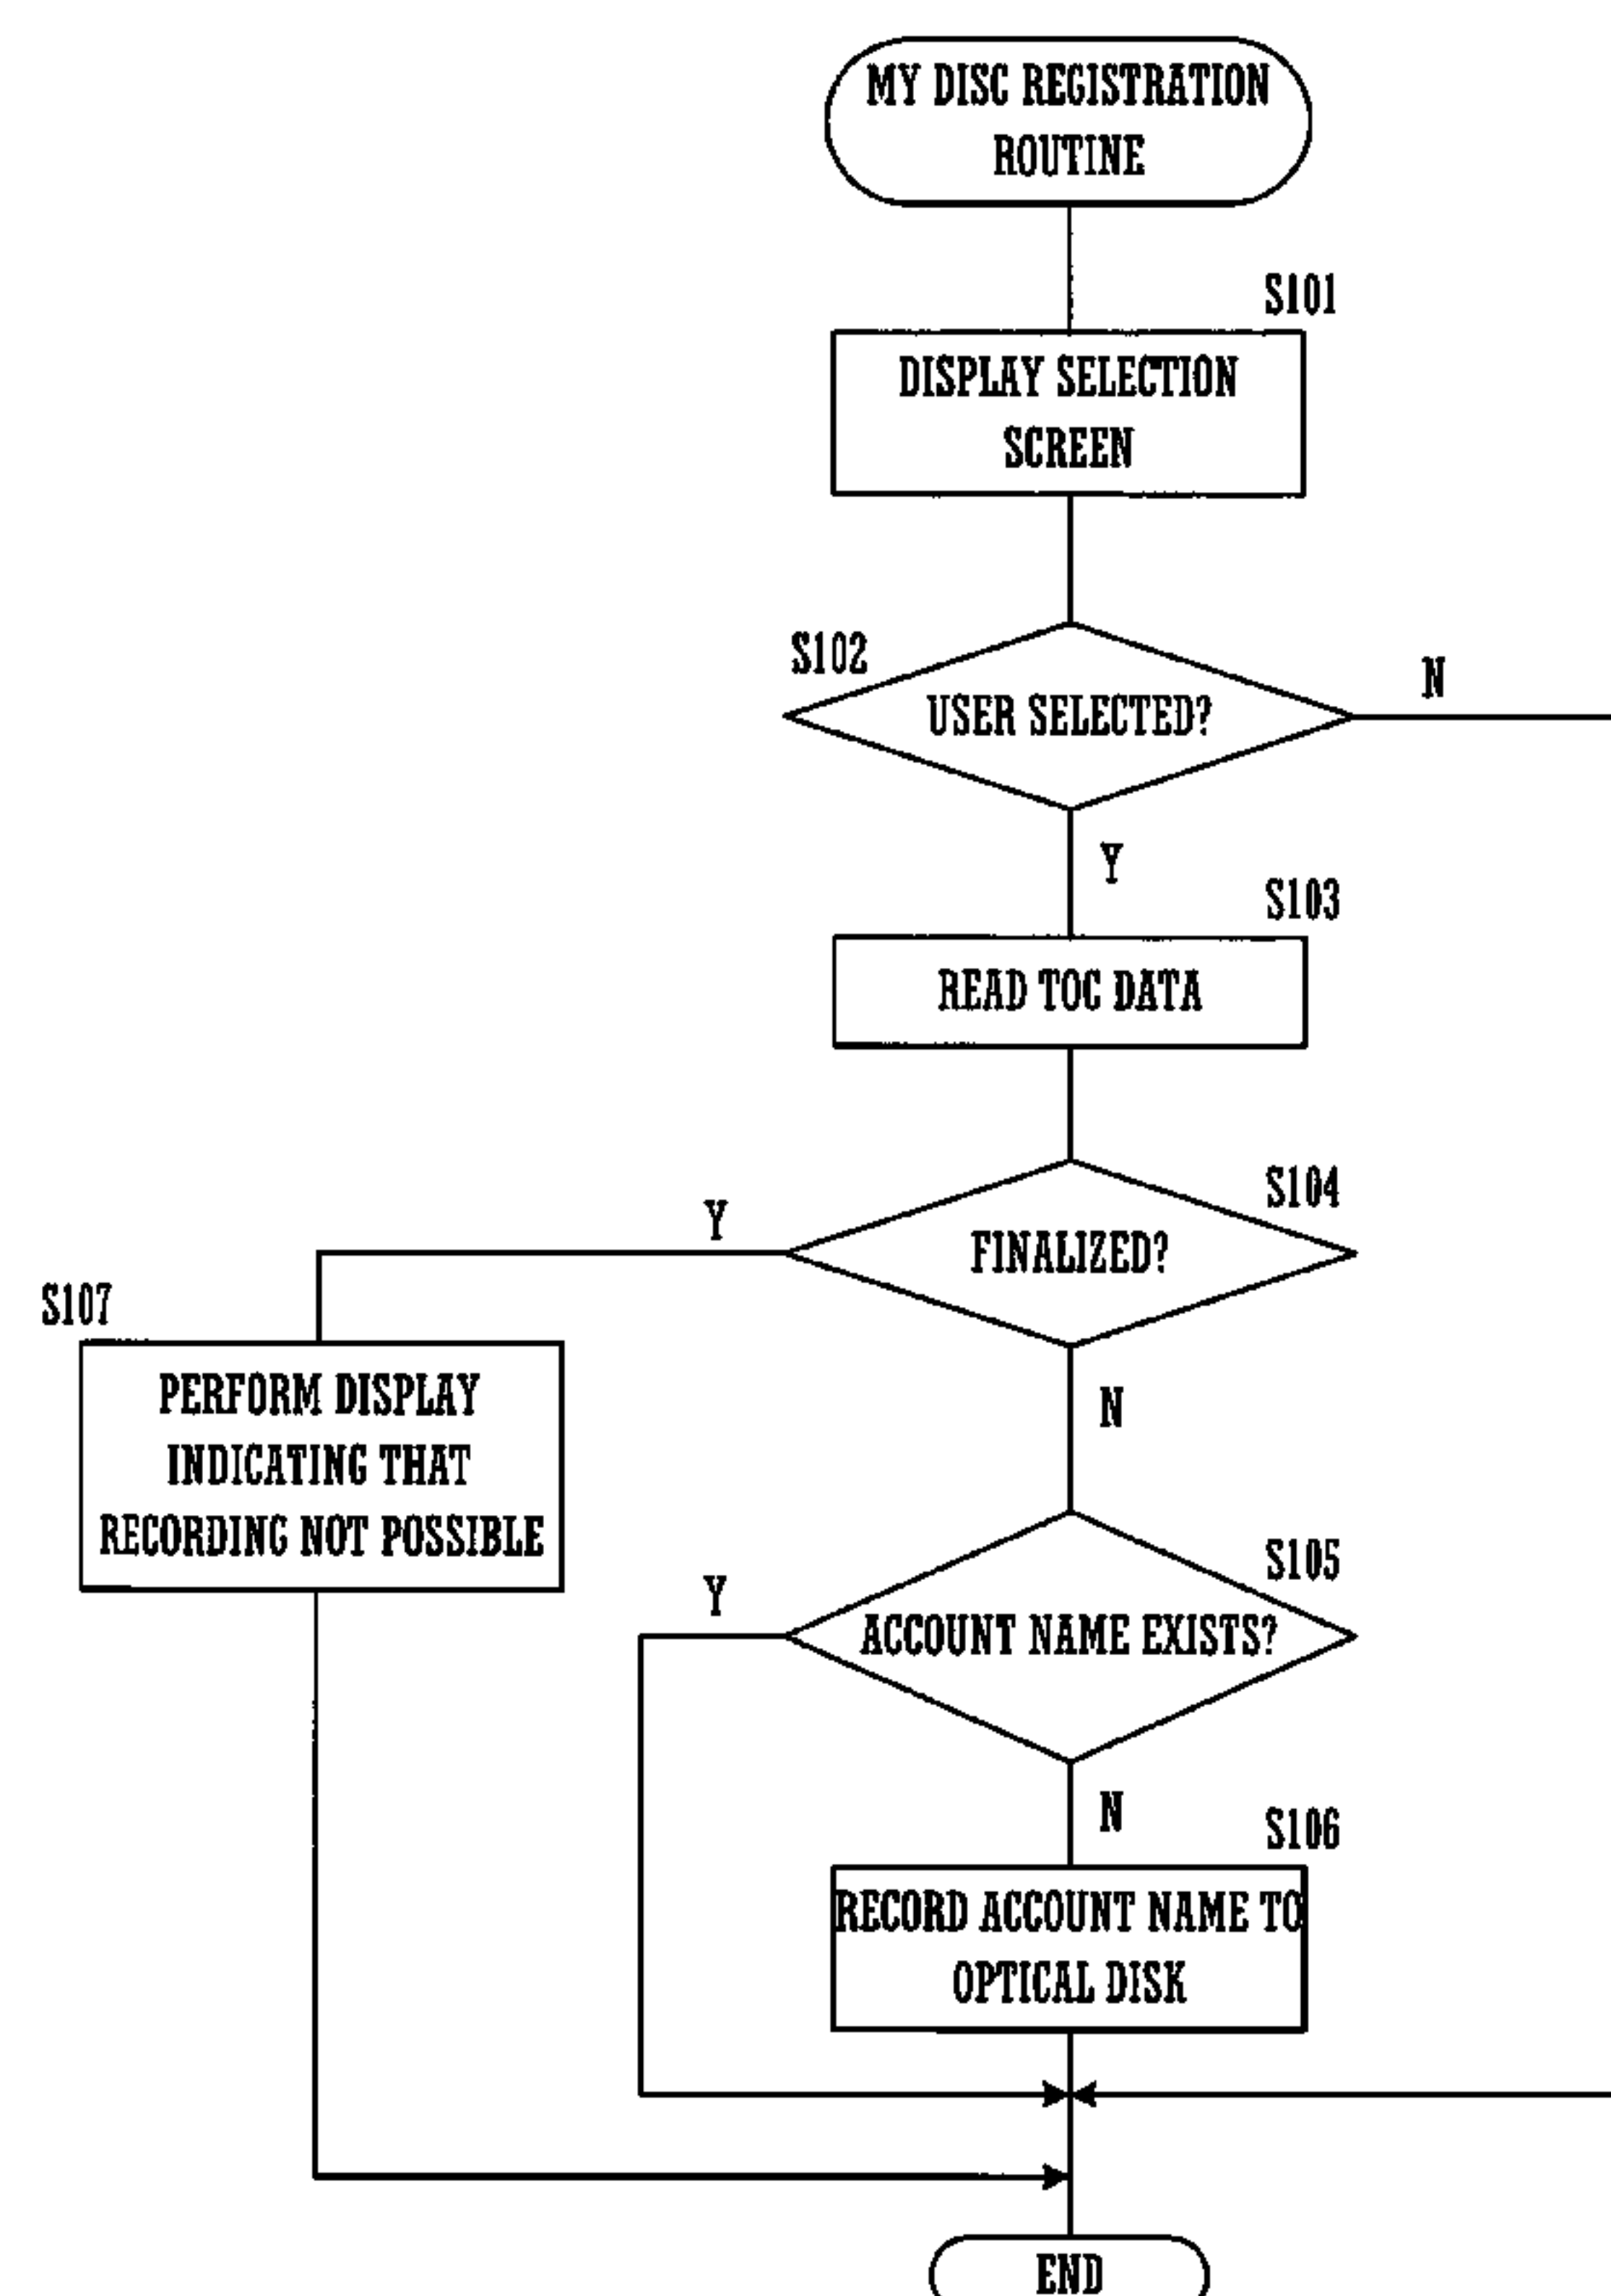 MY DISC REGISTRATION
ROUTINE
S101
DISPLAY SELECTION
SCREEN
S102
N
USER SELECTED?
Y
S103
READ TOC DATA
S104
Y
FINALIZED?
S107
PERFORM DISPLAY
INDICATING THAT
RECORDING NOT POSSIBLE
N
S105
Y
ACCOUNT NAME EXISTS?
N
S106
RECORD ACCOUNT NAME TO
OPTICAL DISK
END